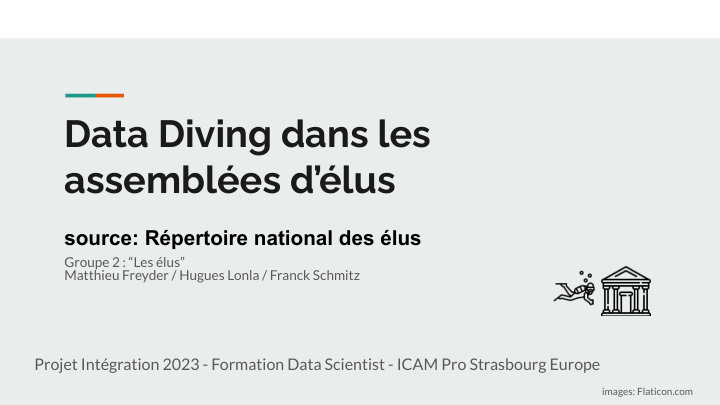 Data Diving dans les
assemblées d’élus
source: Répertoire national des élus
Groupe 2 : “Les élus”
Matthieu Freyder / Hugues Lonla / Franck Schmitz
Projet Intégration 2023 - Formation Data Scientist - ICAM Pro Strasbourg Europe
images: Flaticon.com